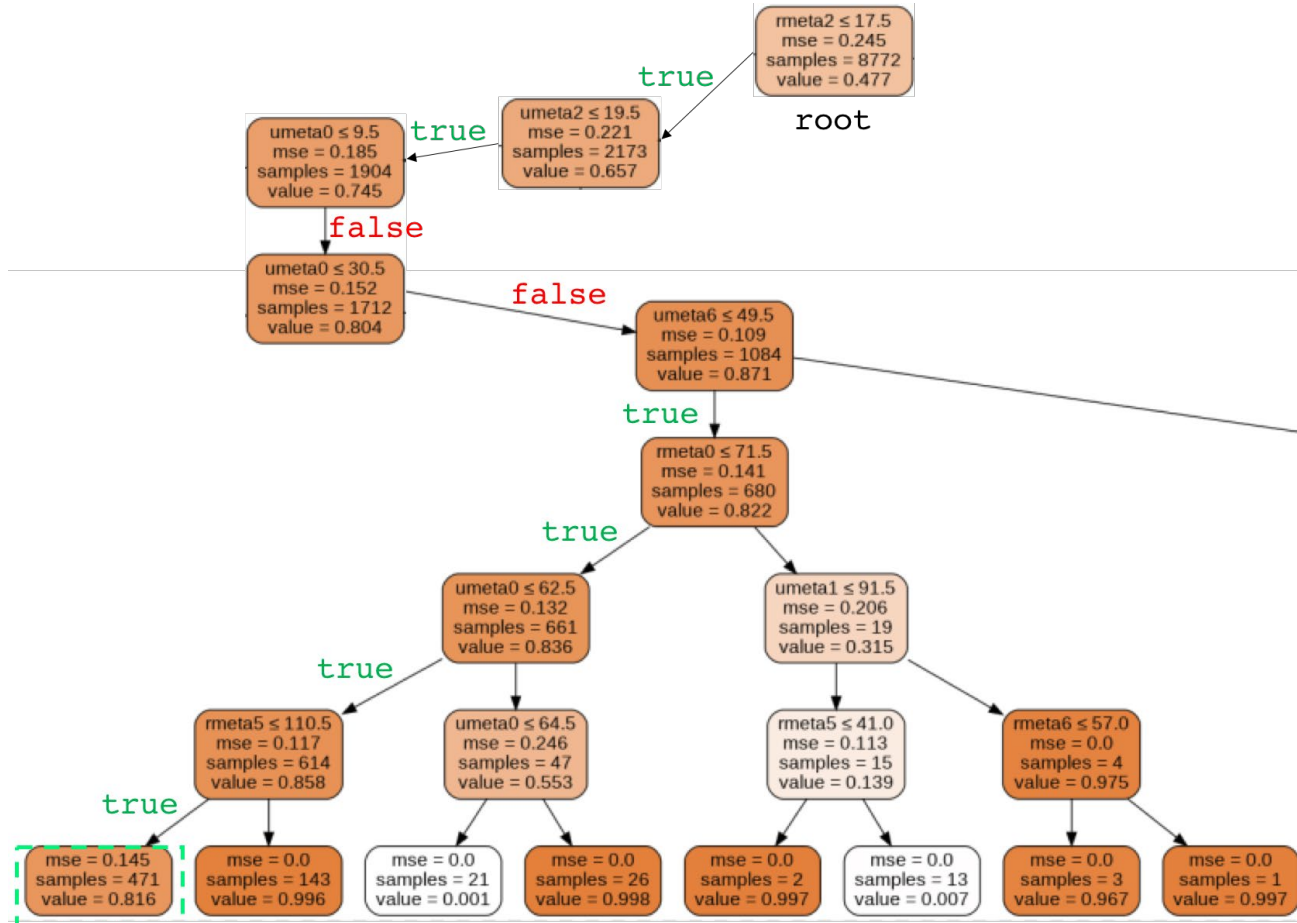 rmeta2 ≤ 17.5
mse = 0.245
samples = 8772
value = 0.477
root
true
umeta2 ≤ 19.5
mse = 0.221
samples = 2173
value = 0.657
true
umeta0 ≤ 9.5
mse = 0.185
samples = 1904
value = 0.745
false
umeta0 ≤ 30.5
mse = 0.152
samples = 1712
value = 0.804
false
umeta6 ≤ 49.5
mse = 0.109
samples = 1084
value = 0.871
true
rmeta0 ≤ 71.5
mse = 0.141
samples = 680
value = 0.822
true
umeta0 ≤ 62.5
mse = 0.132
samples = 661
value = 0.836
umeta1 ≤ 91.5
mse = 0.206
samples = 19
value = 0.315
true
rmeta5 ≤ 110.5
mse = 0.117
samples = 614
value = 0.858
umeta0 ≤ 64.5
mse = 0.246
samples = 47
value = 0.553
rmeta5 ≤ 41.0
mse = 0.113
samples = 15
value = 0.139
rmeta6 ≤ 57.0
mse = 0.0
samples = 4
value = 0.975
true
mse = 0.145
samples = 471
value = 0.816
mse = 0.0
samples = 143
value = 0.996
mse = 0.0
samples = 21
value = 0.001
mse = 0.0
samples = 26
value = 0.998
mse = 0.0
samples = 2
value = 0.997
mse = 0.0
samples = 13
value = 0.007
mse = 0.0
samples = 3
value = 0.967
mse = 0.0
samples = 1
value = 0.997